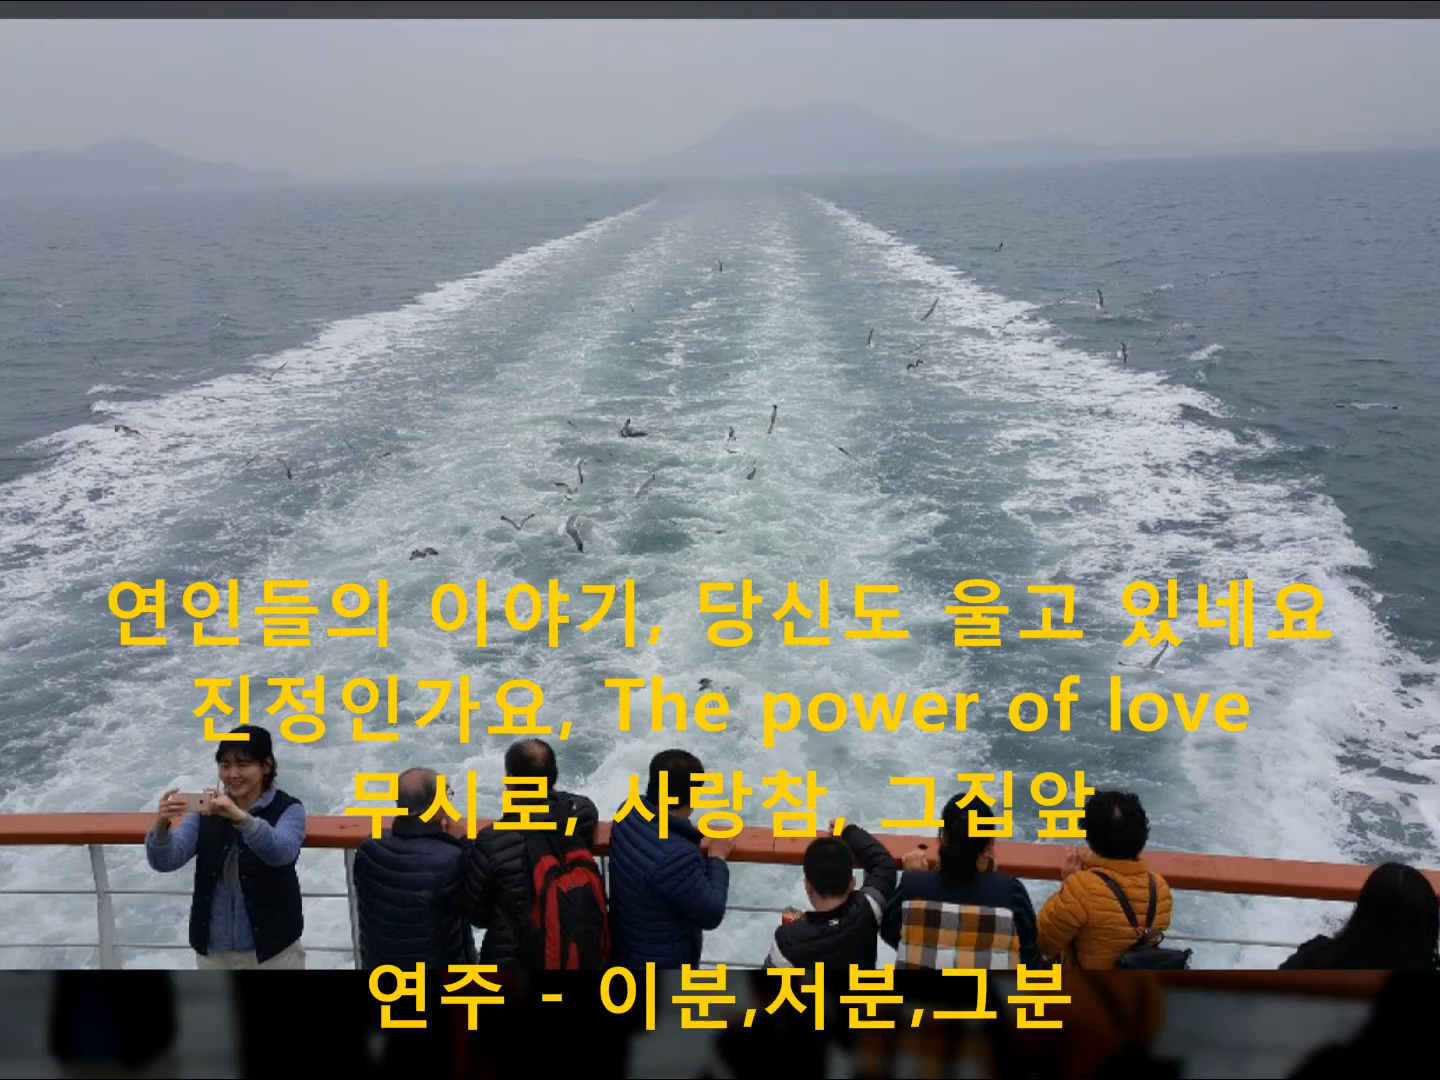 연인들의 이야기, 당신도 울고 있네요
진정인가요, The power of love
무시로, 사랑참, 그집앞
연주 - 이분,저분,그분